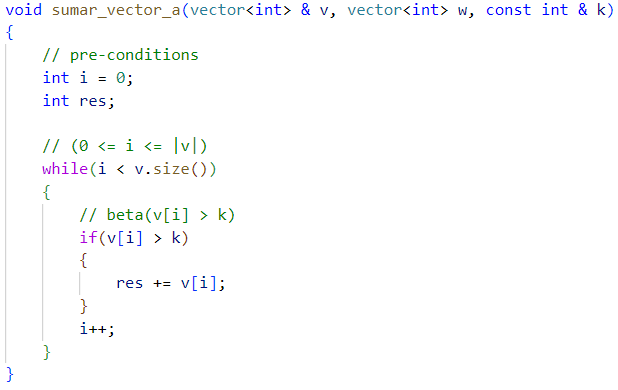 void sumar_vector_a(vector<int> & v, vector<int> w, const int & k)
{
// pre-conditions
int i = 0;
int res;
// (0 <= i <= |v|)
while(i < v.size())
{
// beta(v[i] > k)
if(v[i] > k)
{
res += v[i];
}
i++;
}
}